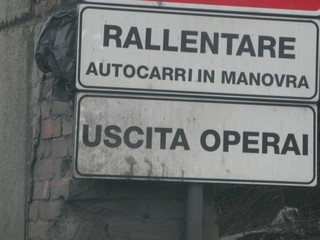 RALLENTARE
AUTOCARRI IN MANOVRA
USCITA OPERAI